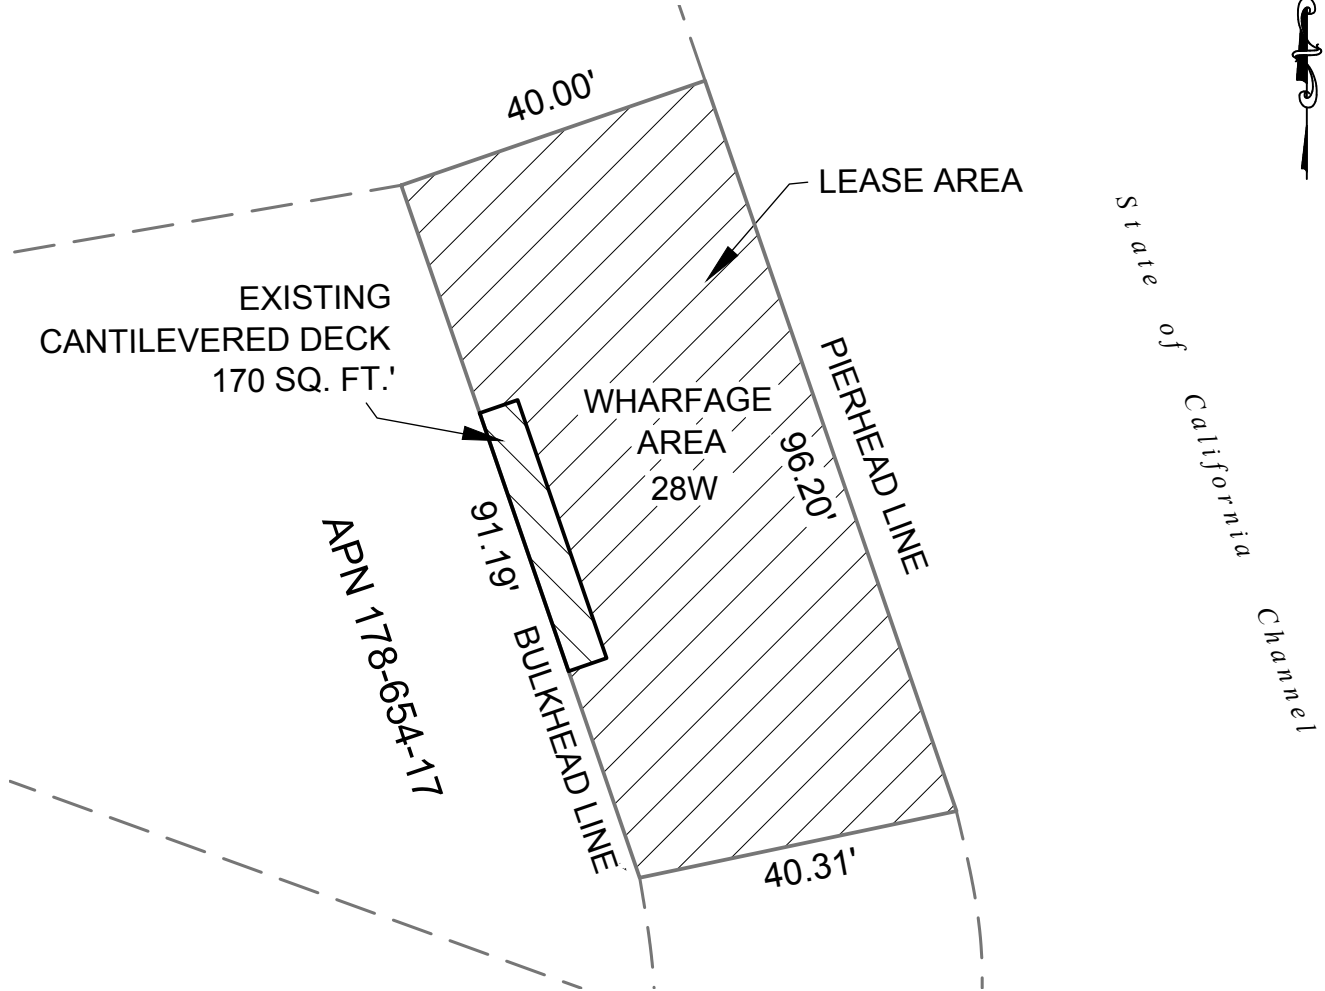 40.00'
LEASE AREA
State of California Channel
EXISTING
CANTILEVERED DECK
170 SQ. FT.'
WHARFAGE
AREA
28W
PIERHEAD LINE
96.20'
91.19'
APN 178-654-17
BULKHEAD LINE
40.31'